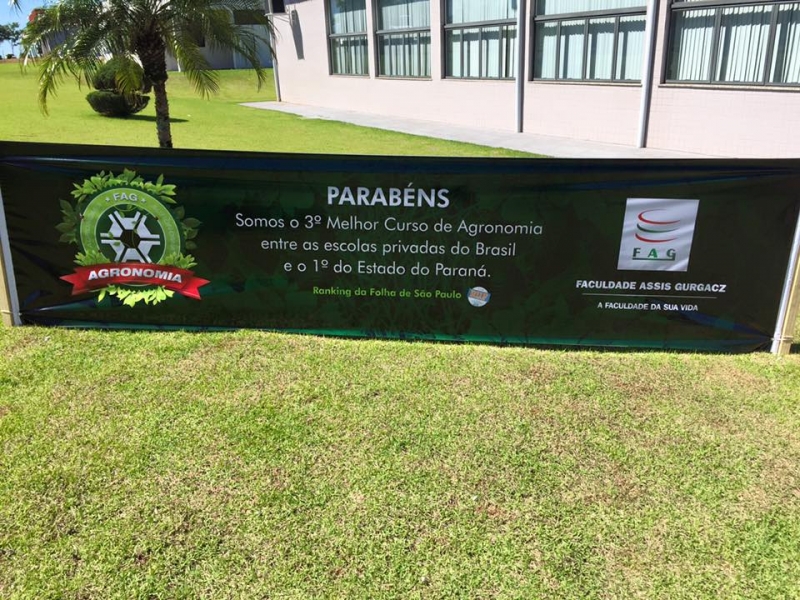 FAG
AGRONOMIA
PARABÉNS
Somos o 3º Melhor Curso de Agronomia
entre as escolas privadas do Brasil
e o 1º do Estado do Paraná.
Ranking da Folha de São Paulo
FAG
FACULDADE ASSIS GURGACZ
A FACULDADE DA SUA VIDA